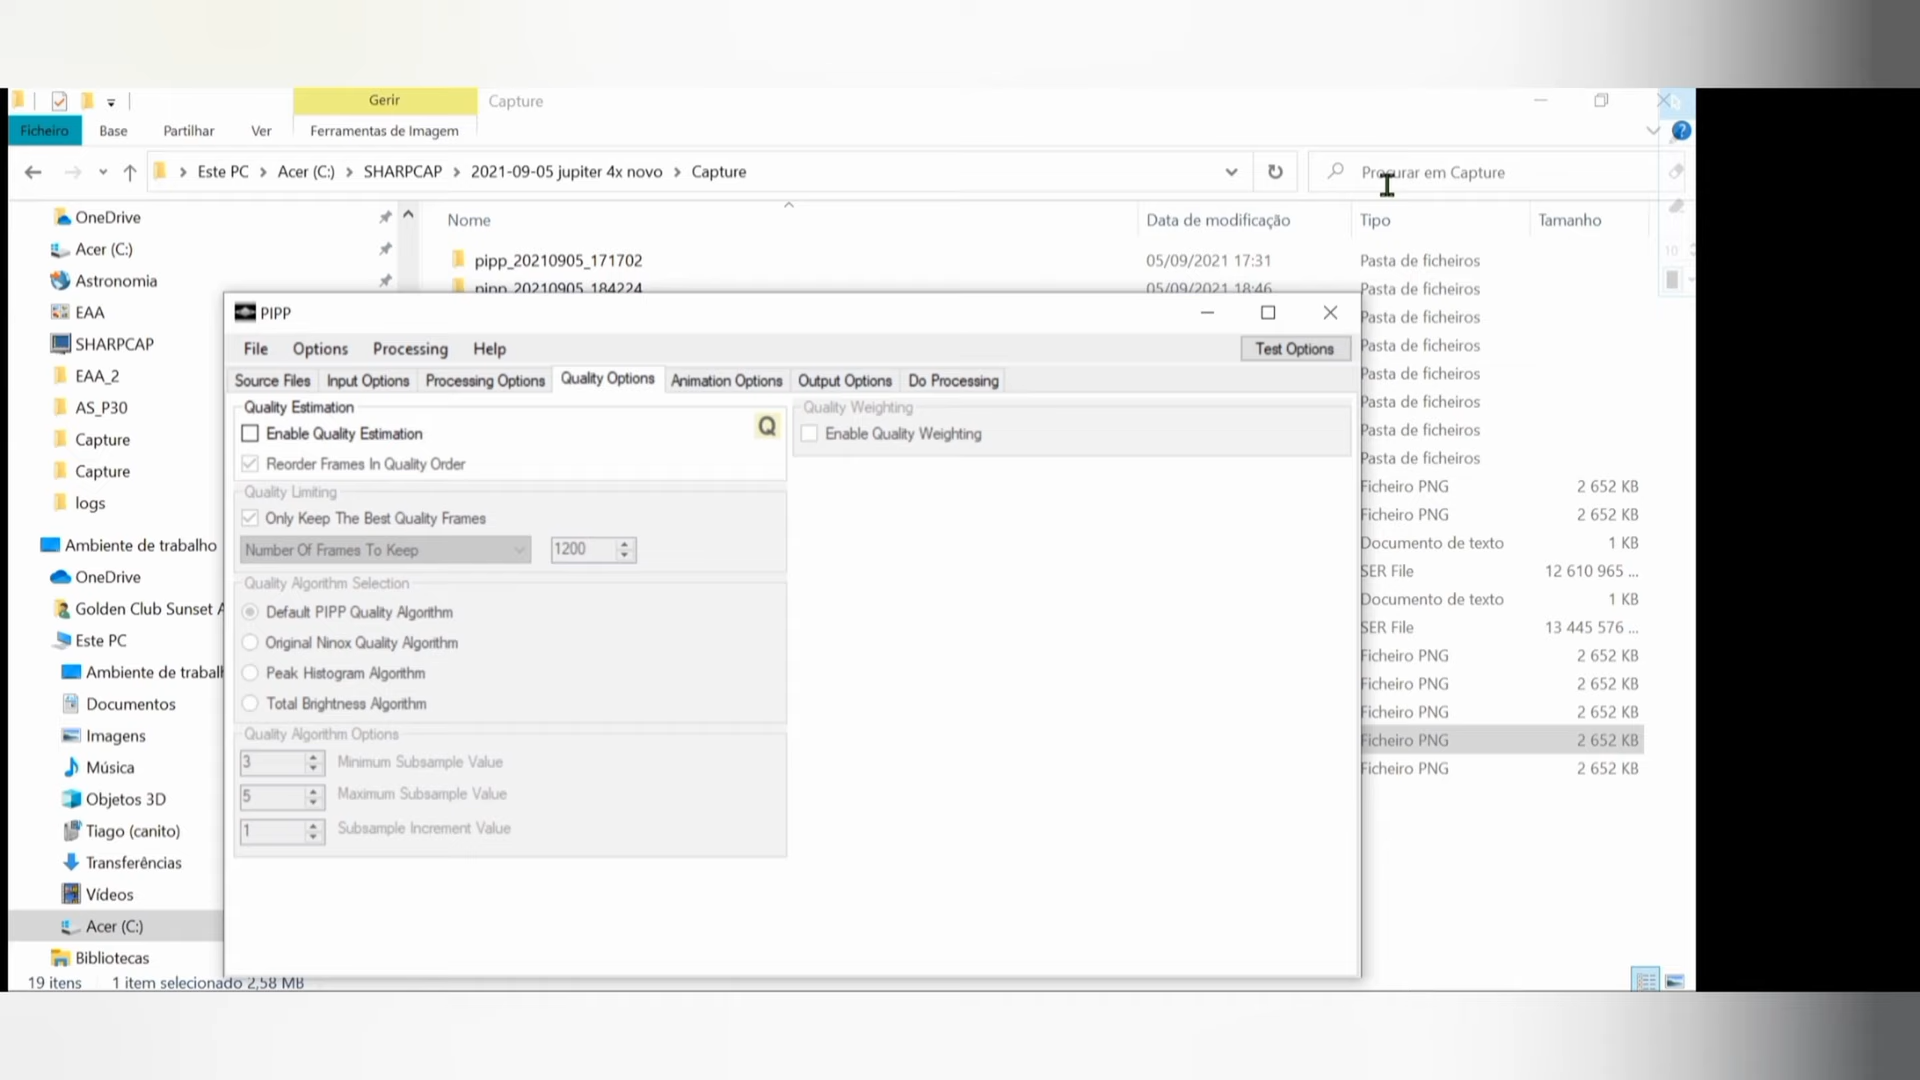 Gerir
Capture
Ficheiro
Base
Partilhar
Ver
Ferramentas de Imagem
Este PC
Acer (C:)
SHARPCAP
2021-09-05 jupiter 4x novo
Capture
Procurar em Capture
OneDrive
Acer (C:)
Astronomia
EAA
SHARPCAP
EAA_2
AS_P30
Capture
Capture
logs
Ambiente de trabalho
OneDrive
Golden Club Sunset A
Este PC
Ambiente de trabalh
Documentos
Imagens
Música
Objetos 3D
Tiago (canito)
Transferências
Vídeos
Acer (C:)
Bibliotecas
Nome
Data de modificação
Tipo
Tamanho
10
pipp_20210905_171702
05/09/2021 17:31
Pasta de ficheiros
pipp_20210905_184224
05/09/2021 18:46
Pasta de ficheiros
Pasta de ficheiros
Pasta de ficheiros
Pasta de ficheiros
Pasta de ficheiros
Pasta de ficheiros
Pasta de ficheiros
Ficheiro PNG
2 652 KB
Ficheiro PNG
2 652 KB
Documento de texto
1 KB
SER File
12 610 965 ...
Documento de texto
1 KB
SER File
13 445 576 ...
Ficheiro PNG
2 652 KB
Ficheiro PNG
2 652 KB
Ficheiro PNG
2 652 KB
Ficheiro PNG
2 652 KB
Ficheiro PNG
2 652 KB
PIPP
File
Options
Processing
Help
Test Options
Source Files
Input Options
Processing Options
Quality Options
Animation Options
Output Options
Do Processing
Quality Estimation
Enable Quality Estimation
Q
Reorder Frames In Quality Order
Quality Limiting
Only Keep The Best Quality Frames
Number Of Frames To Keep
1200
Quality Algorithm Selection
Default PIPP Quality Algorithm
Original Ninox Quality Algorithm
Peak Histogram Algorithm
Total Brightness Algorithm
Quality Algorithm Options
3
Minimum Subsample Value
5
Maximum Subsample Value
1
Subsample Increment Value
Quality Weighting
Enable Quality Weighting
19 itens
1 item selecionado 2,58 MB